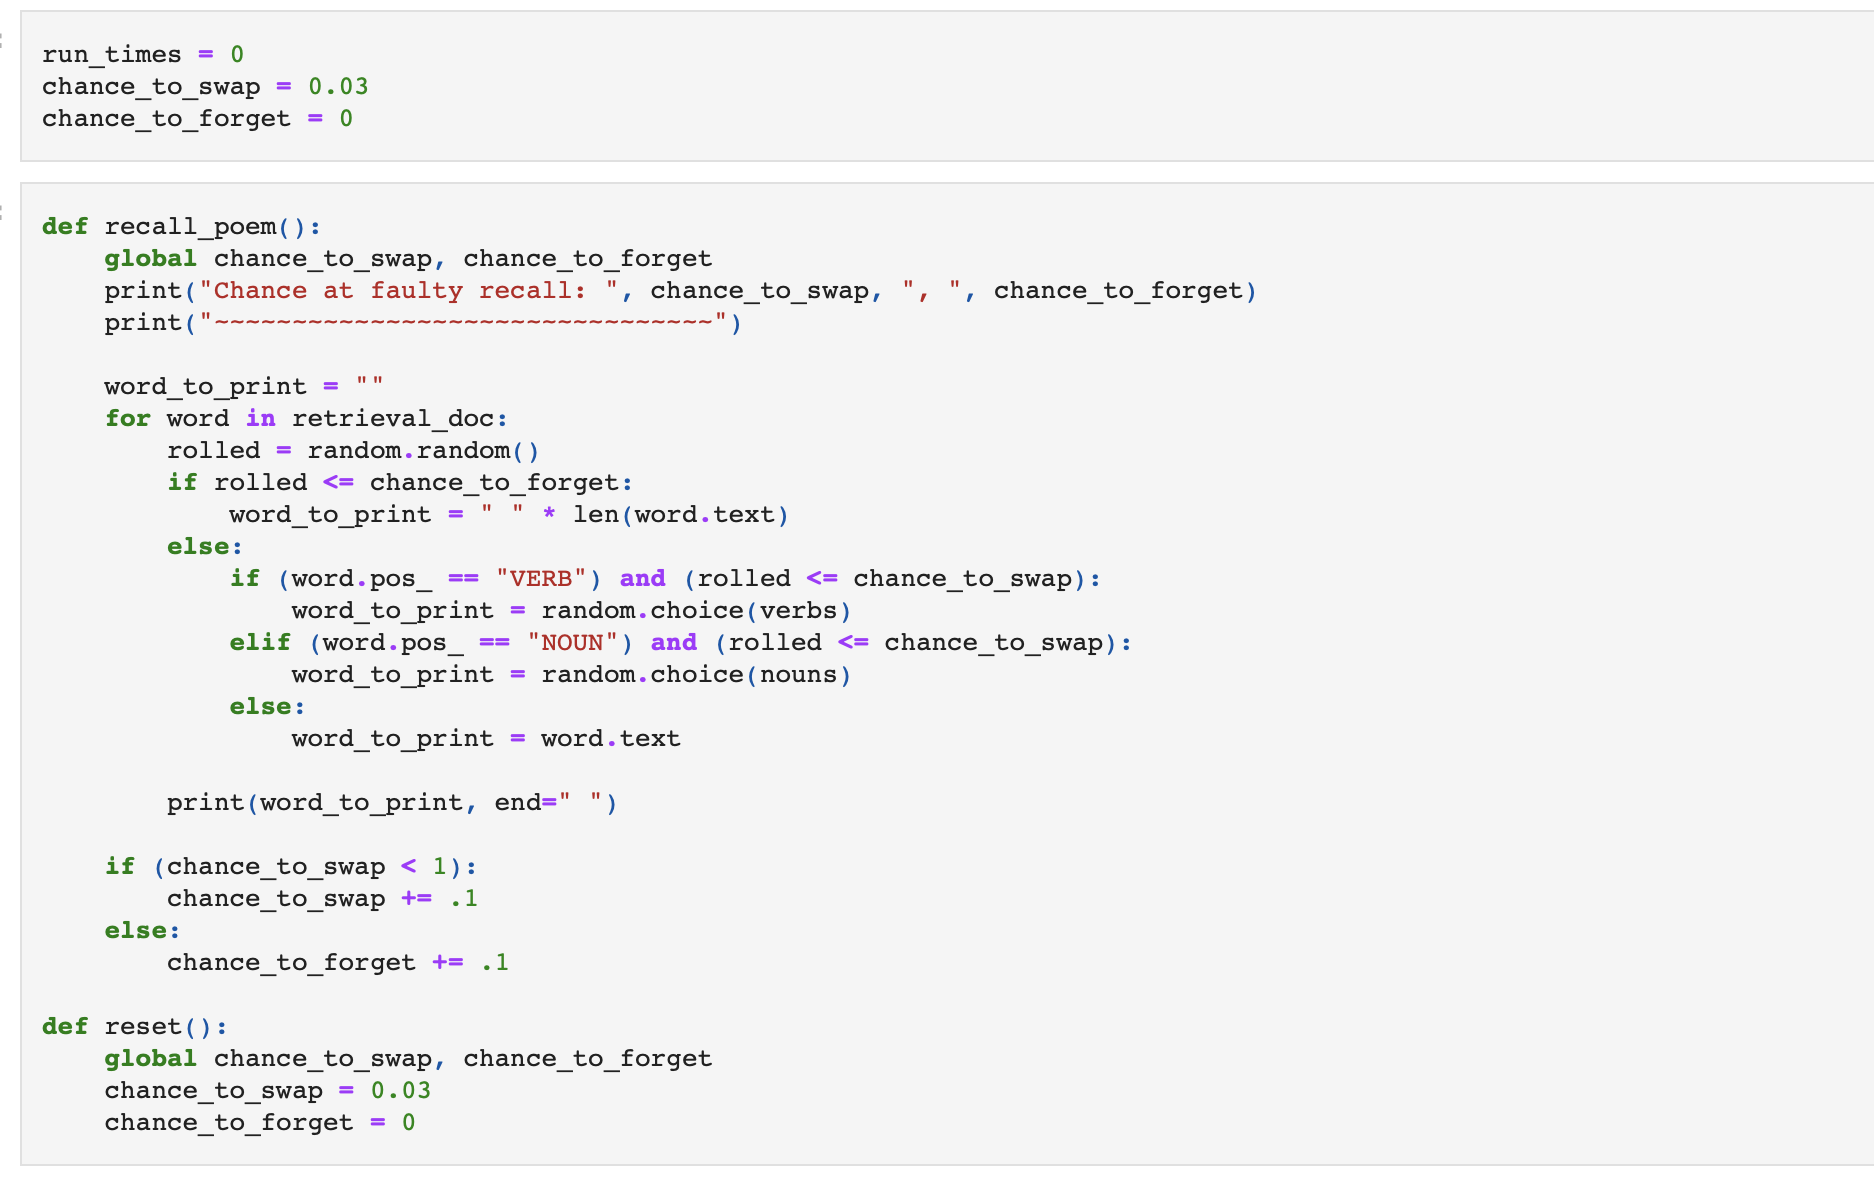 run_times = 0
chance_to_swap = 0.03
chance_to_forget = 0
def recall_poem():
    global chance_to_swap, chance_to_forget
    print("Chance at faulty recall: ", chance_to_swap, ", ", chance_to_forget)
    print("~~~~~~~~~~~~~~~~~~~~~~~~~~~~~~~~")
    word_to_print = ""
    for word in retrieval_doc:
        rolled = random.random()
        if rolled <= chance_to_forget:
            word_to_print = " " * len(word.text)
        else:
            if (word.pos_ == "VERB") and (rolled <= chance_to_swap):
                word_to_print = random.choice(verbs)
            elif (word.pos_ == "NOUN") and (rolled <= chance_to_swap):
                word_to_print = random.choice(nouns)
            else:
                word_to_print = word.text
        print(word_to_print, end=" ")
    if (chance_to_swap < 1):
        chance_to_swap += .1
    else:
        chance_to_forget += .1
def reset():
    global chance_to_swap, chance_to_forget
    chance_to_swap = 0.03
    chance_to_forget = 0